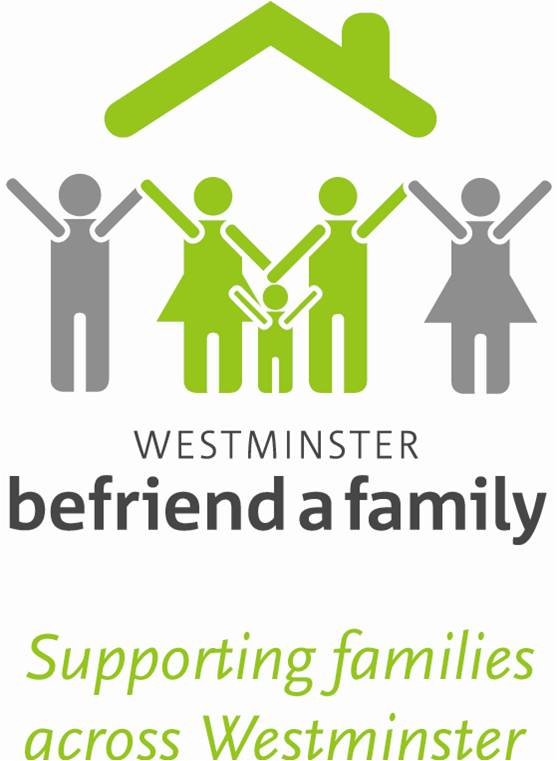 WESTMINSTER
befriend a family
Supporting families
across Westminster